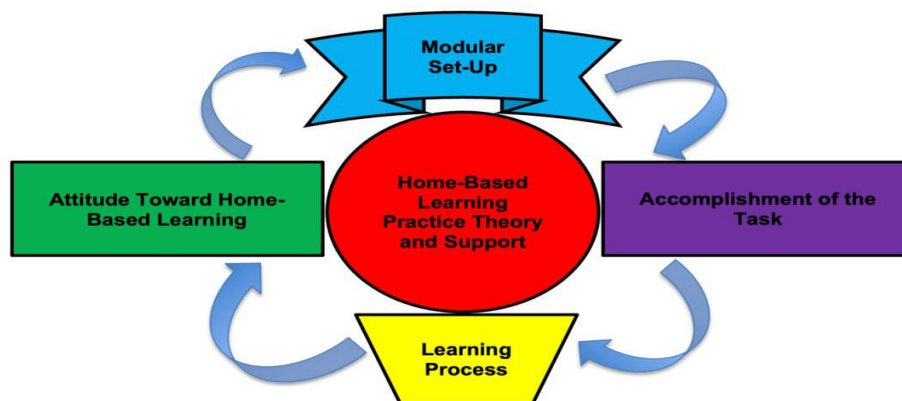 Modular
Set-Up
Attitude Toward Home-
Based Learning
Home-Based
Learning
Practice Theory
and Support
Accomplishment of the
Task
Learning
Process